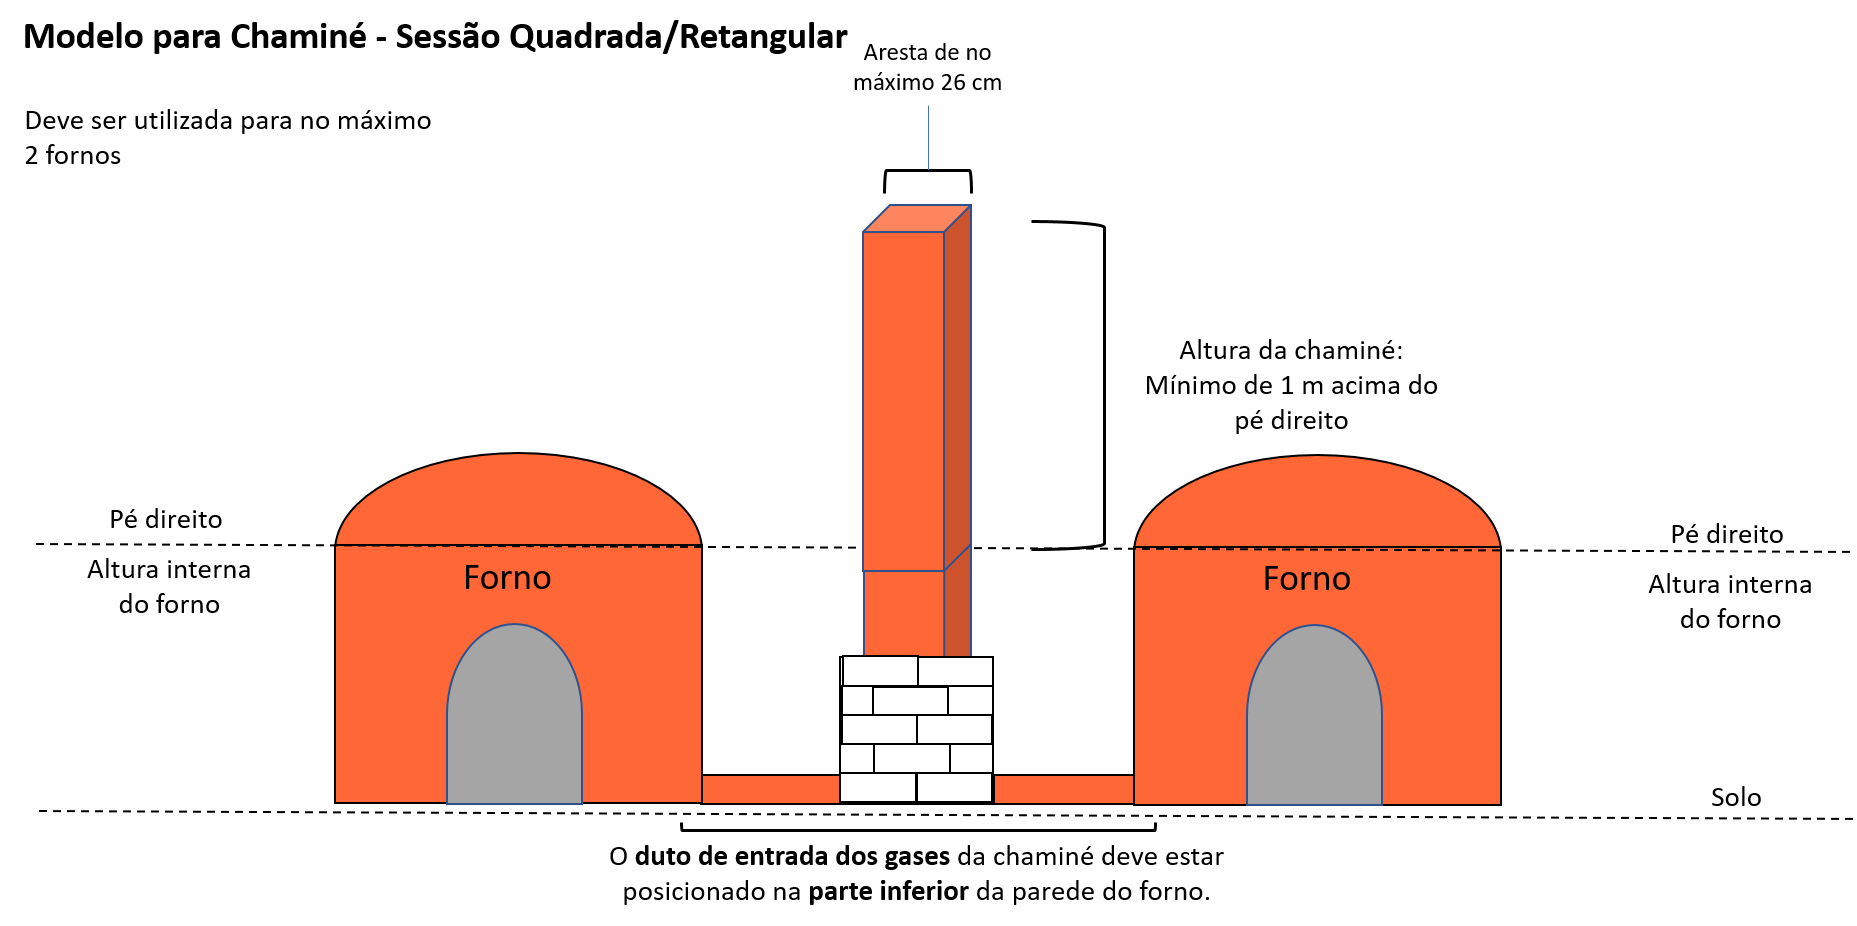 Modelo para Chaminé - Sessão Quadrada/Retangular
Aresta de no
máximo 26 cm
Deve ser utilizada para no máximo
2 fornos
Altura da chaminé:
Mínimo de 1 m acima do
pé direito
Pé direito
Altura interna
do forno
Forno
Forno
Pé direito
Altura interna
do forno
Solo
O duto de entrada dos gases da chaminé deve estar
posicionado na parte inferior da parede do forno.